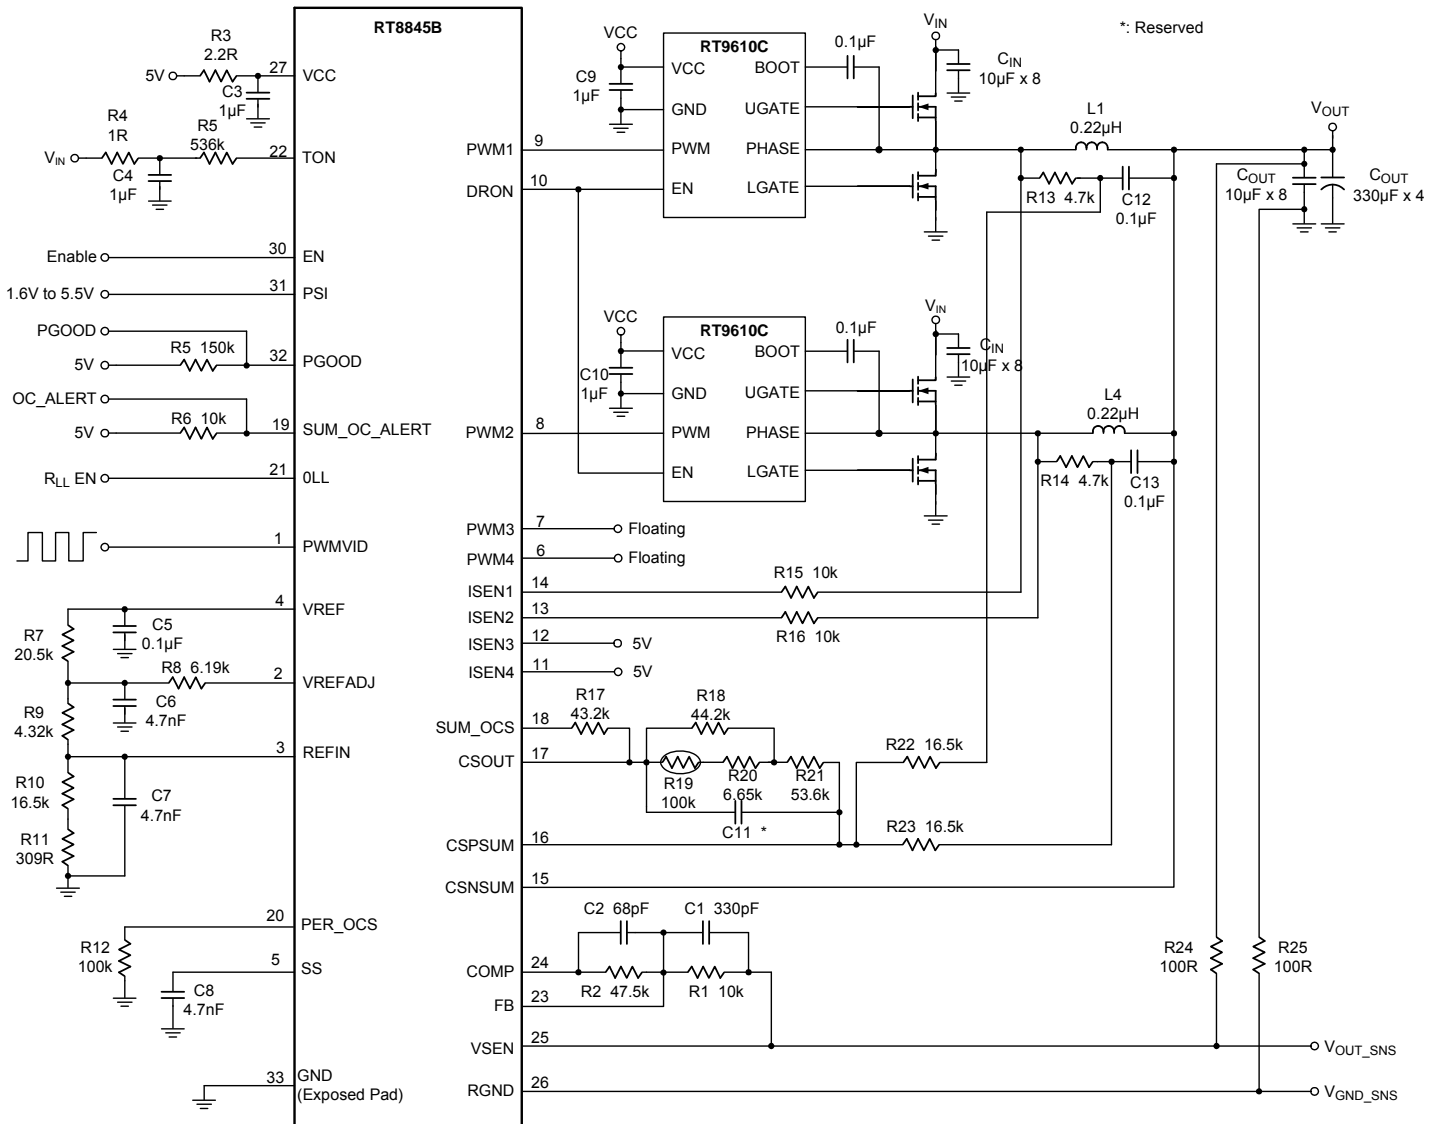 RT8845B
*: Reserved
R3
2.2R
5V
27
VCC
C3
1µF
R4
1R
R5
536k
VIN
22
TON
C4
1µF
Enable
30
EN
1.6V to 5.5V
31
PSI
PGOOD
5V
R5 150k
32
PGOOD
OC_ALERT
5V
R6 10k
19
SUM_OC_ALERT
RLL EN
21
0LL
1
PWMVID
4
VREF
C5
0.1µF
R7
20.5k
R8 6.19k
2
VREFADJ
C6
4.7nF
R9
4.32k
3
REFIN
R10
16.5k
C7
4.7nF
R11
309R
20
PER_OCS
R12
100k
5
SS
C8
4.7nF
33
GND
(Exposed Pad)
PWM1
9
DRON
10
PWM2
8
PWM3
7
Floating
PWM4
6
Floating
ISEN1
14
R15 10k
ISEN2
13
R16 10k
ISEN3
12
5V
ISEN4
11
5V
SUM_OCS
18
R17
43.2k
R18
44.2k
CSOUT
17
R19
100k
R20
6.65k
R21
53.6k
C11 *
R22 16.5k
CSPSUM
16
R23 16.5k
CSNSUM
15
C2 68pF
C1 330pF
COMP
24
R2 47.5k
R1 10k
FB
23
VSEN
25
VOUT_SNS
RGND
26
VGND_SNS
R24
100R
R25
100R
VCC
C9
1µF
RT9610C
VCC
BOOT
GND
UGATE
PWM
PHASE
EN
LGATE
0.1µF
VIN
CIN
10µF x 8
L1
0.22µH
R13 4.7k
C12
0.1µF
VOUT
COUT
10µF x 8
COUT
330µF x 4
VCC
C10
1µF
RT9610C
VCC
BOOT
GND
UGATE
PWM
PHASE
EN
LGATE
0.1µF
VIN
CIN
10µF x 8
L4
0.22µH
R14 4.7k
C13
0.1µF